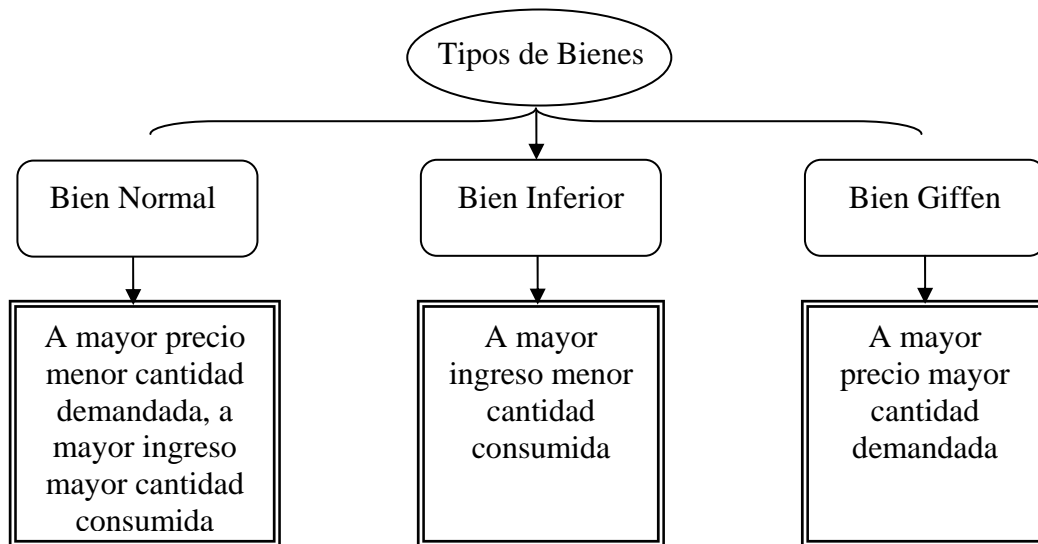 Tipos de Bienes
Bien Normal
Bien Inferior
Bien Giffen
A mayor precio
menor cantidad
demandada, a
mayor ingreso
mayor cantidad
consumida
A mayor
ingreso menor
cantidad
consumida
A mayor
precio mayor
cantidad
demandada